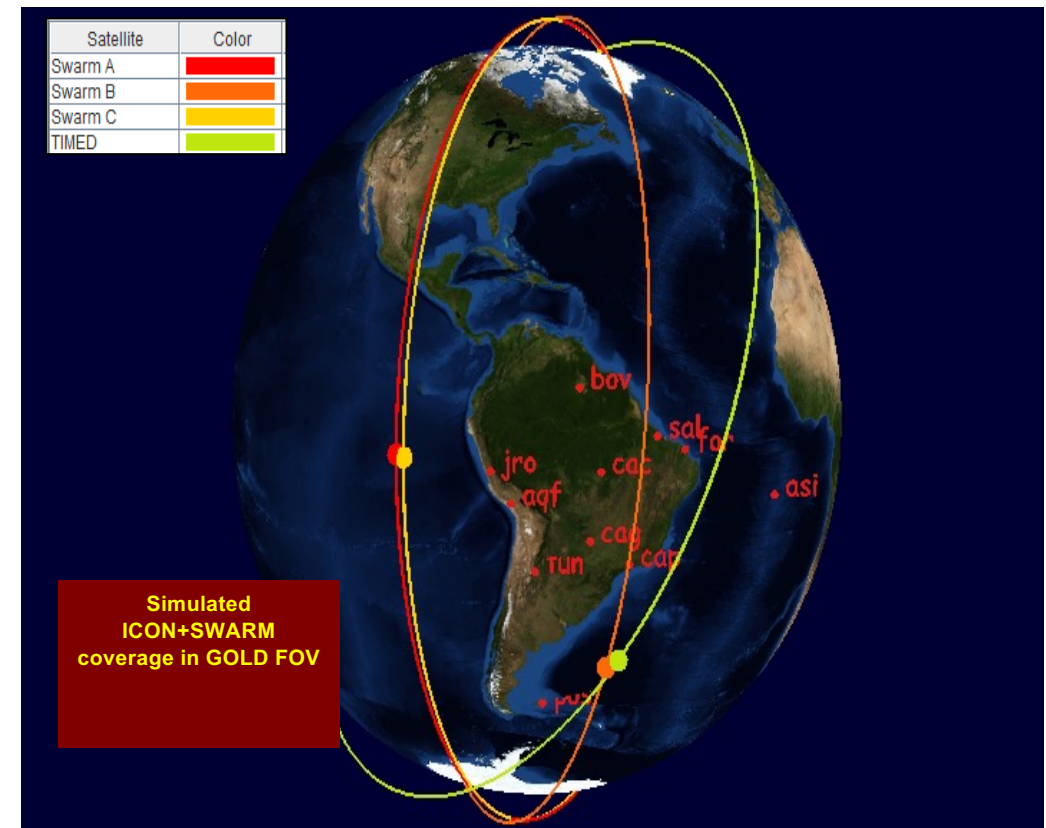 Satellite Color
Swarm A
Swarm B
Swarm C
TIMED
bov
sal
for
jro
cac
asi
aqf
cag
Tun
cap
Simulated
ICON+SWARM
coverage in GOLD FOV